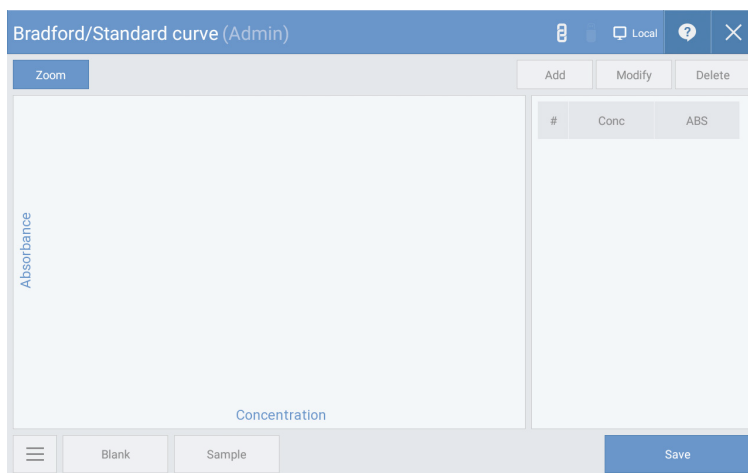 Bradford/Standard curve (Admin)
Local
?
Zoom
Add
Modify
Delete
# Conc ABS
Absorbance
Concentration
Blank
Sample
Save